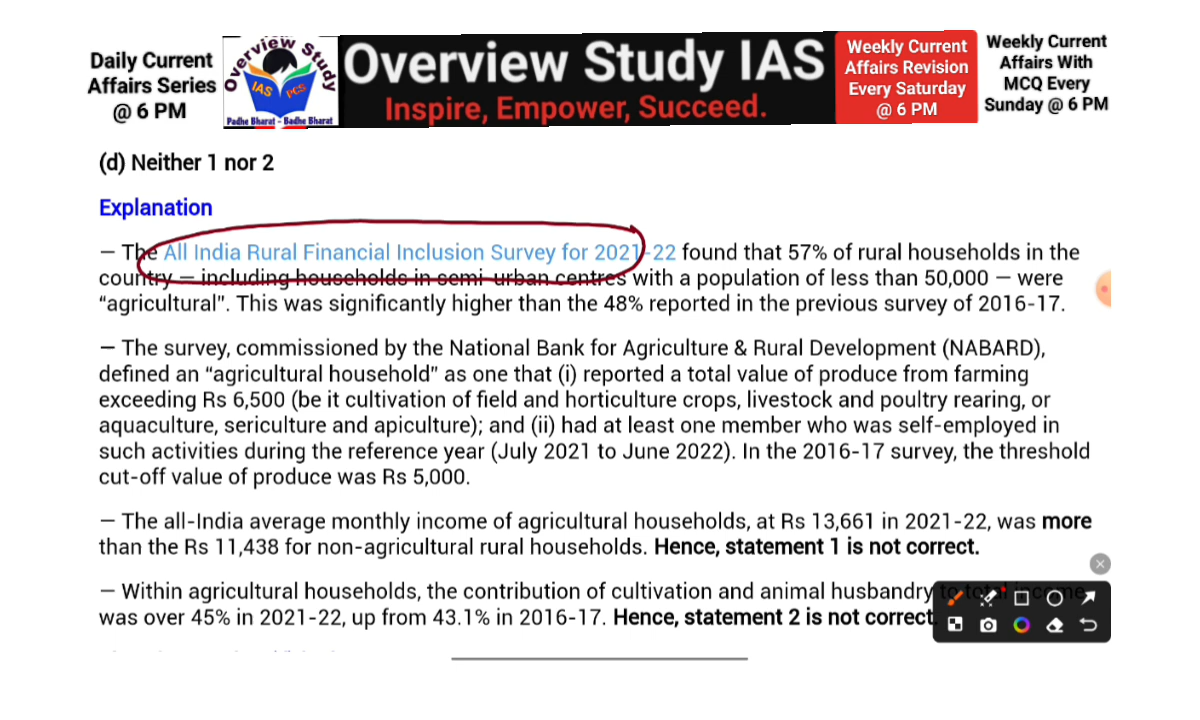 Daily Current
Affairs Series
@ 6 PM
Overview Study
IAS PCS
Padhe Bharat - Badhe Bharat
Overview Study IAS
Inspire, Empower, Succeed.
Weekly Current
Affairs Revision
Every Saturday
@ 6 PM
Weekly Current
Affairs With
MCQ Every
Sunday @ 6 PM
(d) Neither 1 nor 2
Explanation
– The All India Rural Financial Inclusion Survey for 2021-22 found that 57% of rural households in the
country – including households in semi-urban centres with a population of less than 50,000 – were
“agricultural”. This was significantly higher than the 48% reported in the previous survey of 2016-17.
– The survey, commissioned by the National Bank for Agriculture & Rural Development (NABARD),
defined an “agricultural household” as one that (i) reported a total value of produce from farming
exceeding Rs 6,500 (be it cultivation of field and horticulture crops, livestock and poultry rearing, or
aquaculture, sericulture and apiculture); and (ii) had at least one member who was self-employed in
such activities during the reference year (July 2021 to June 2022). In the 2016-17 survey, the threshold
cut-off value of produce was Rs 5,000.
– The all-India average monthly income of agricultural households, at Rs 13,661 in 2021-22, was more
than the Rs 11,438 for non-agricultural rural households. Hence, statement 1 is not correct.
– Within agricultural households, the contribution of cultivation and animal husbandry to total income
was over 45% in 2021-22, up from 43.1% in 2016-17. Hence, statement 2 is not correct